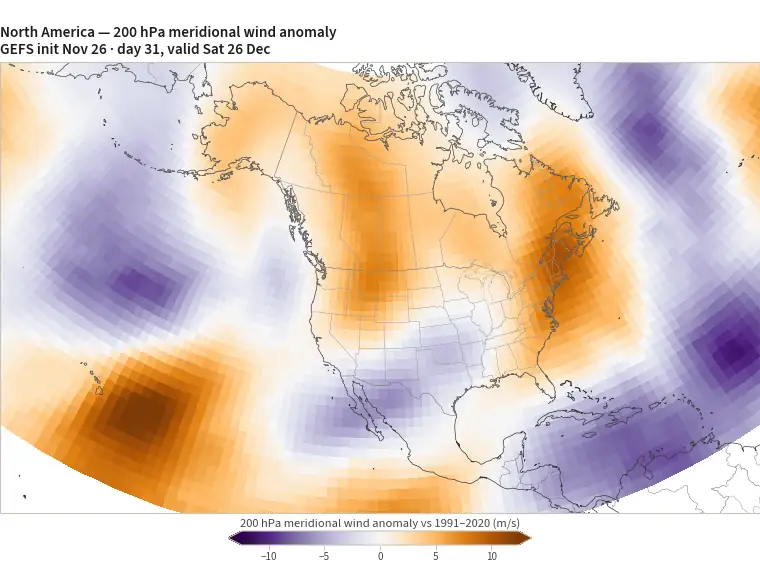 North America — 200 hPa meridional wind anomaly
GEFS init Nov 26 · day 31, valid Sat 26 Dec
200 hPa meridional wind anomaly vs 1991–2020 (m/s)
−10 −5 0 5 10